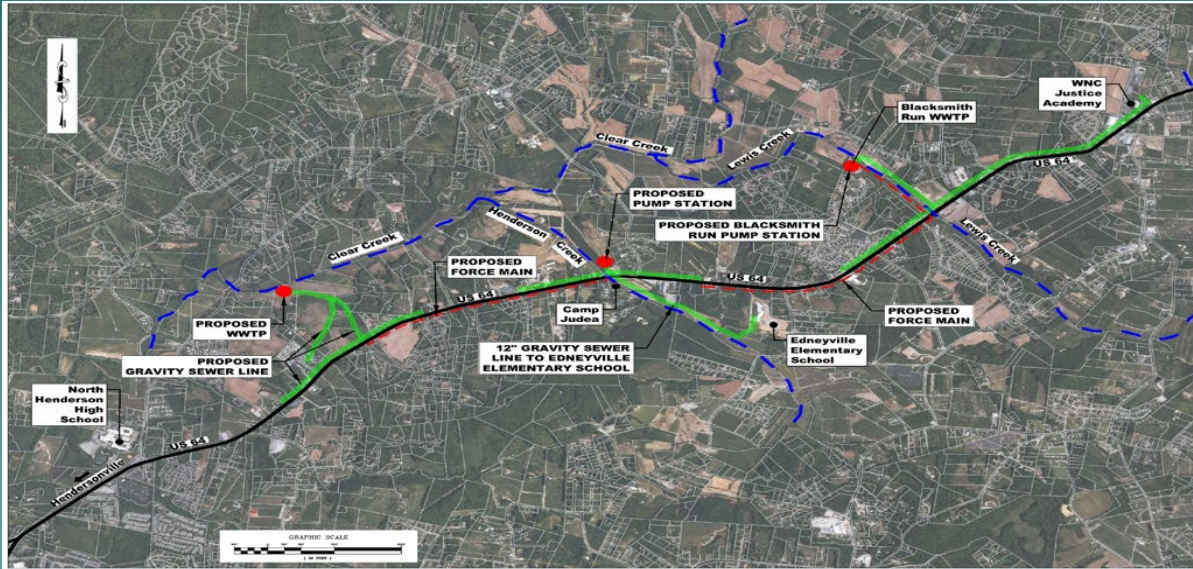 WNC
Justice
Academy
Blacksmith
Run WWTP
US 64
Clear Creek
Lewis Creek
PROPOSED
PUMP STATION
PROPOSED BLACKSMITH
RUN PUMP STATION
Henderson Creek
Lewis Creek
Clear Creek
PROPOSED
FORCE MAIN
US 64
US 64
Camp
Judea
PROPOSED
FORCE MAIN
PROPOSED
WWTP
12" GRAVITY SEWER
LINE TO EDNEYVILLE
ELEMENTARY SCHOOL
Edneyville
Elementary
School
PROPOSED
GRAVITY SEWER LINE
North
Henderson
High
School
US 64
Hendersonville
GRAPHIC SCALE